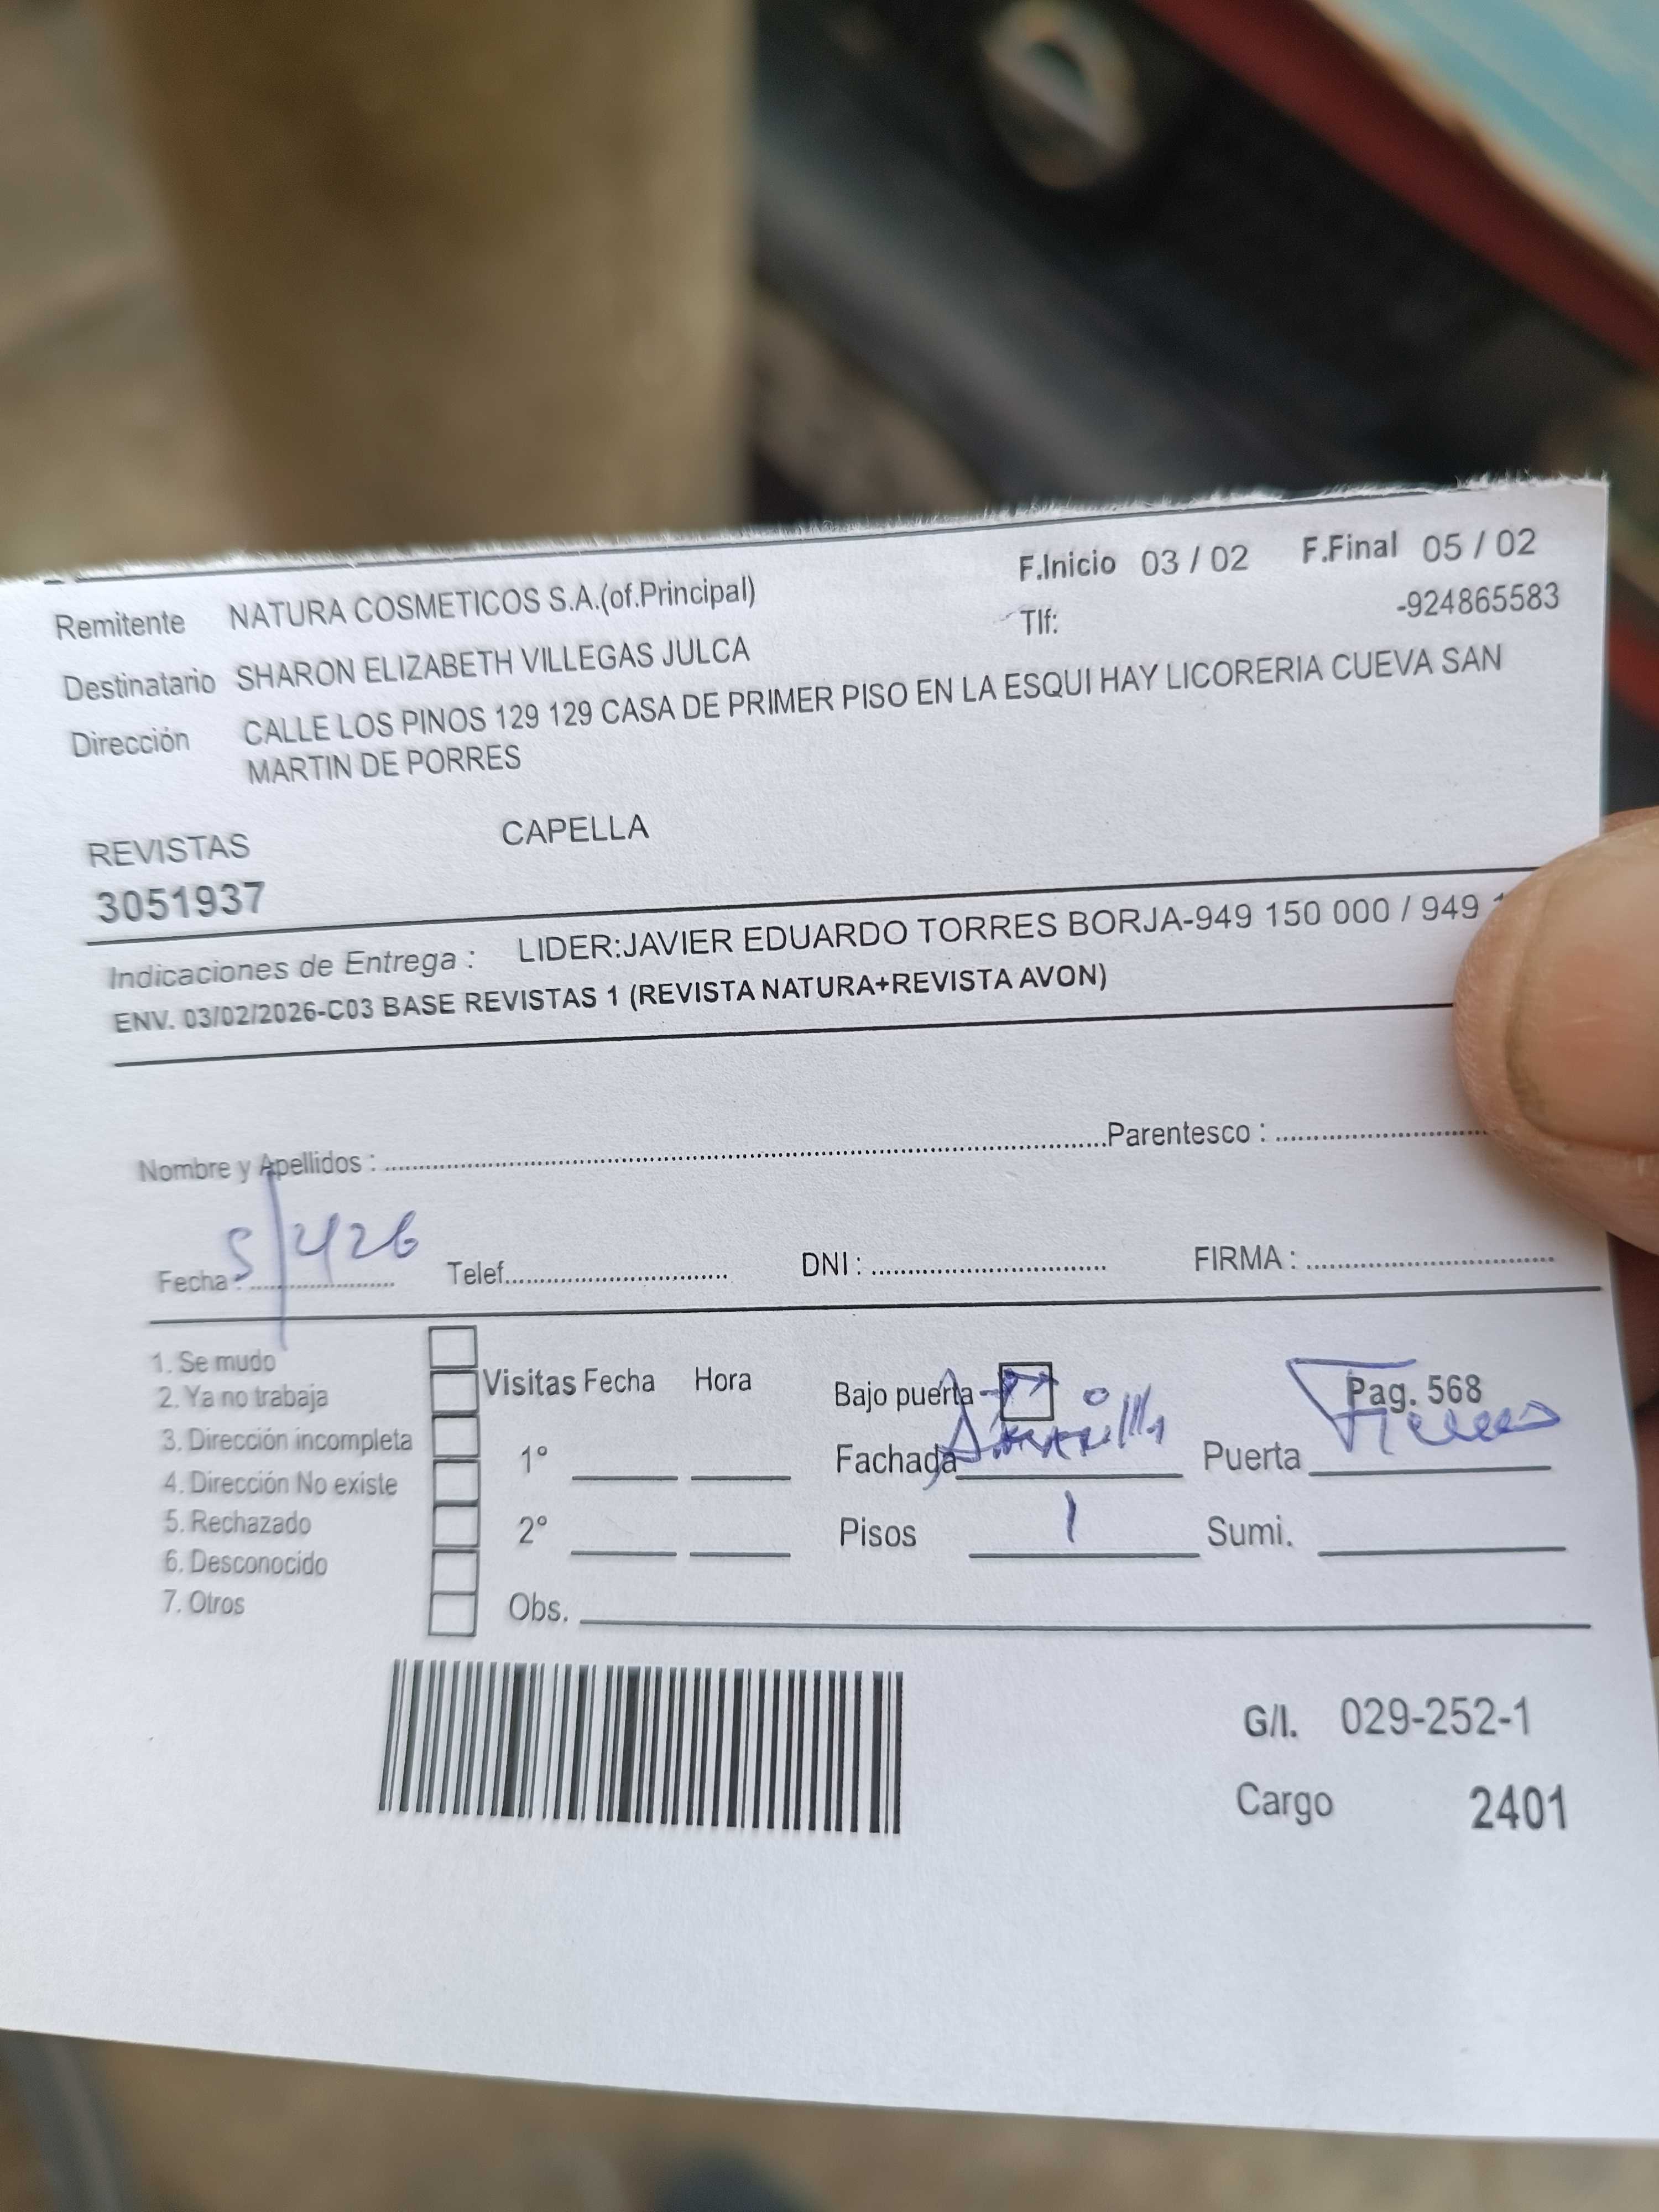 F.Inicio 03 / 02 F.Final 05 / 02
Remitente NATURA COSMETICOS S.A.(of.Principal) Tlf: -924865583
Destinatario SHARON ELIZABETH VILLEGAS JULCA
Dirección CALLE LOS PINOS 129 129 CASA DE PRIMER PISO EN LA ESQUI HAY LICORERIA CUEVA SAN
MARTIN DE PORRES
REVISTAS CAPELLA
3051937
Indicaciones de Entrega : LIDER:JAVIER EDUARDO TORRES BORJA-949 150 000 / 949
ENV. 03/02/2026-C03 BASE REVISTAS 1 (REVISTA NATURA+REVISTA AVON)
Nombre y Apellidos : Parentesco :
Fecha : 5/2/26 Telef. DNI : FIRMA :
1. Se mudo
2. Ya no trabaja
3. Dirección incompleta
4. Dirección No existe
5. Rechazado
6. Desconocido
7. Otros
Visitas Fecha Hora
1º
2º
Obs.
Bajo puerta Pag. 568
Fachada Puerta
Pisos 1 Sumi.
G/I. 029-252-1
Cargo 2401